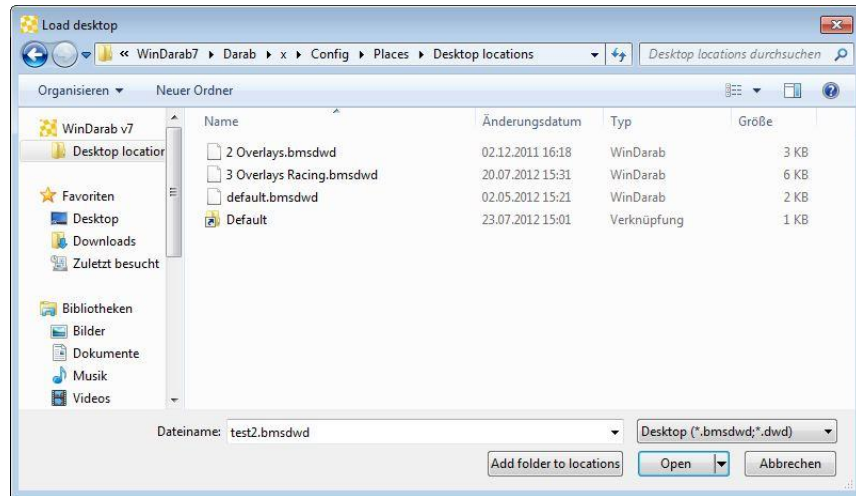 Load desktop
« WinDarab7 ▸ Darab ▸ x ▸ Config ▸ Places ▸ Desktop locations
Desktop locations durchsuchen
Organisieren Neuer Ordner
WinDarab v7
Desktop locatior
Favoriten
Desktop
Downloads
Zuletzt besucht
Bibliotheken
Bilder
Dokumente
Musik
Videos
Name Änderungsdatum Typ Größe
2 Overlays.bmsdwd 02.12.2011 16:18 WinDarab 3 KB
3 Overlays Racing.bmsdwd 20.07.2012 15:31 WinDarab 6 KB
default.bmsdwd 02.05.2012 15:21 WinDarab 2 KB
Default 23.07.2012 15:01 Verknüpfung 1 KB
Dateiname: test2.bmsdwd Desktop (*.bmsdwd;*.dwd)
Add folder to locations Open Abbrechen